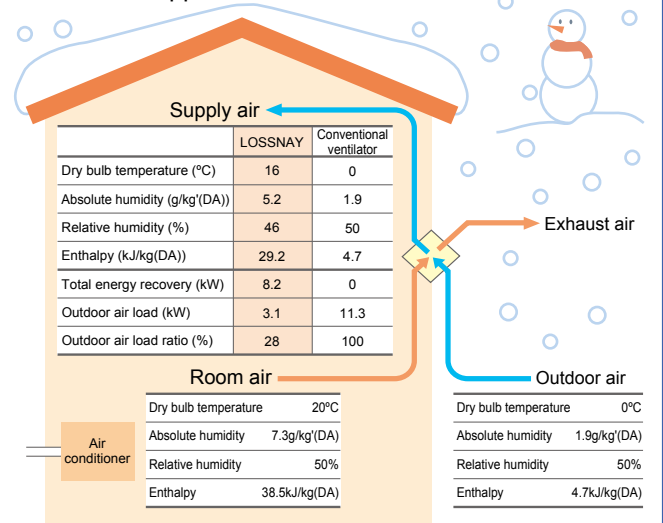 Supply air
LOSSNAY
Conventional
ventilator
Dry bulb temperature (ºC) 16 0
Absolute humidity (g/kg'(DA)) 5.2 1.9
Relative humidity (%) 46 50
Enthalpy (kJ/kg(DA)) 29.2 4.7
Total energy recovery (kW) 8.2 0
Outdoor air load (kW) 3.1 11.3
Outdoor air load ratio (%) 28 100
Exhaust air
Room air
Dry bulb temperature 20ºC
Absolute humidity 7.3g/kg'(DA)
Relative humidity 50%
Enthalpy 38.5kJ/kg(DA)
Outdoor air
Dry bulb temperature 0ºC
Absolute humidity 1.9g/kg'(DA)
Relative humidity 50%
Enthalpy 4.7kJ/kg(DA)
Air
conditioner